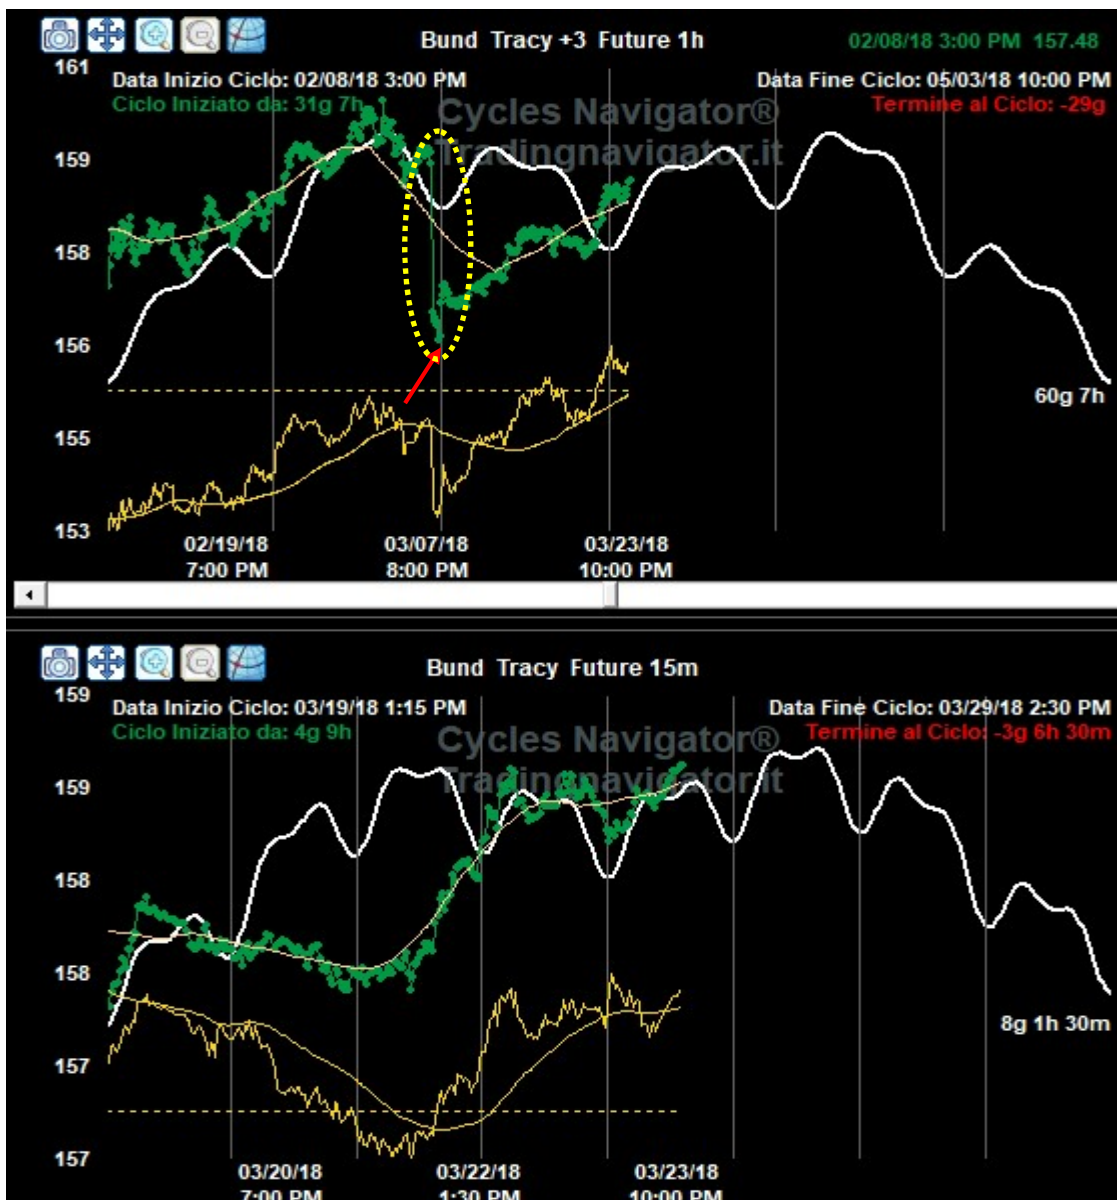 Bund Tracy +3 Future 1h
02/08/18 3:00 PM 157.48
161
Data Inizio Ciclo: 02/08/18 3:00 PM
Data Fine Ciclo: 05/03/18 10:00 PM
Ciclo Iniziato da: 31g 7h
Termine al Ciclo: -29g
Cycles Navigator®
Tradingnavigator.it
159
158
156
60g 7h
155
153
02/19/18
7:00 PM
03/07/18
8:00 PM
03/23/18
10:00 PM
Bund Tracy Future 15m
159
Data Inizio Ciclo: 03/19/18 1:15 PM
Data Fine Ciclo: 03/29/18 2:30 PM
Ciclo Iniziato da: 4g 9h
Termine al Ciclo: -3g 6h 30m
Cycles Navigator®
Tradingnavigator.it
159
158
158
8g 1h 30m
157
157
03/20/18
7:00 PM
03/22/18
1:30 PM
03/23/18
10:00 PM